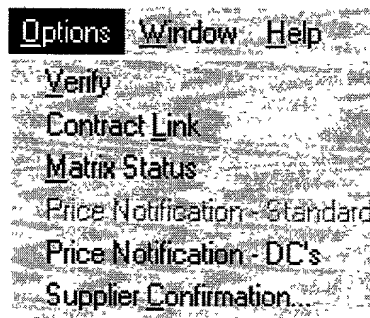 Options Window Help
Verify
Contract Link
Matrix Status
Price Notification - Standard
Price Notification - DC's
Supplier Confirmation...